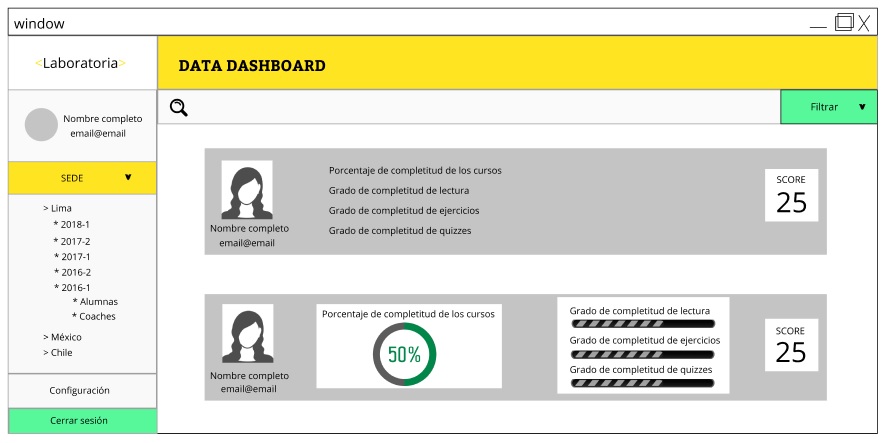 window
<Laboratoria>
DATA DASHBOARD
Nombre completo
email@email
Filtrar
SEDE
> Lima
* 2018-1
* 2017-2
* 2017-1
* 2016-2
* 2016-1
* Alumnas
* Coaches
> México
> Chile
Configuración
Cerrar sesión
Nombre completo
email@email
Porcentaje de completitud de los cursos
Grado de completitud de lectura
Grado de completitud de ejercicios
Grado de completitud de quizzes
SCORE
25
Nombre completo
email@email
Porcentaje de completitud de los cursos
50%
Grado de completitud de lectura
Grado de completitud de ejercicios
Grado de completitud de quizzes
SCORE
25